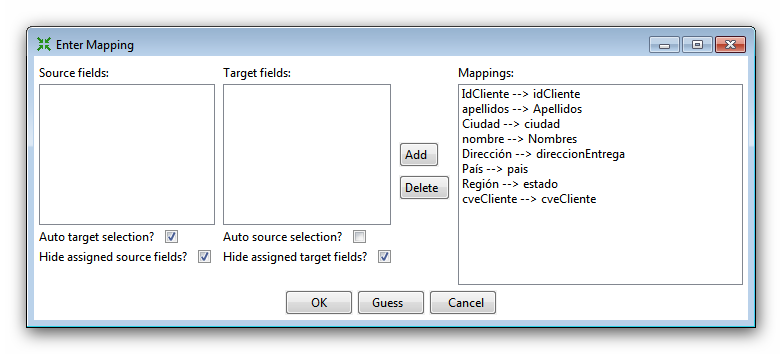 Enter Mapping
Source fields:
Target fields:
Mappings:
IdCliente --> idCliente
apellidos --> Apellidos
Ciudad --> ciudad
nombre --> Nombres
Dirección --> direccionEntrega
País --> pais
Región --> estado
cveCliente --> cveCliente
Add
Delete
Auto target selection?
Auto source selection?
Hide assigned source fields?
Hide assigned target fields?
OK
Guess
Cancel